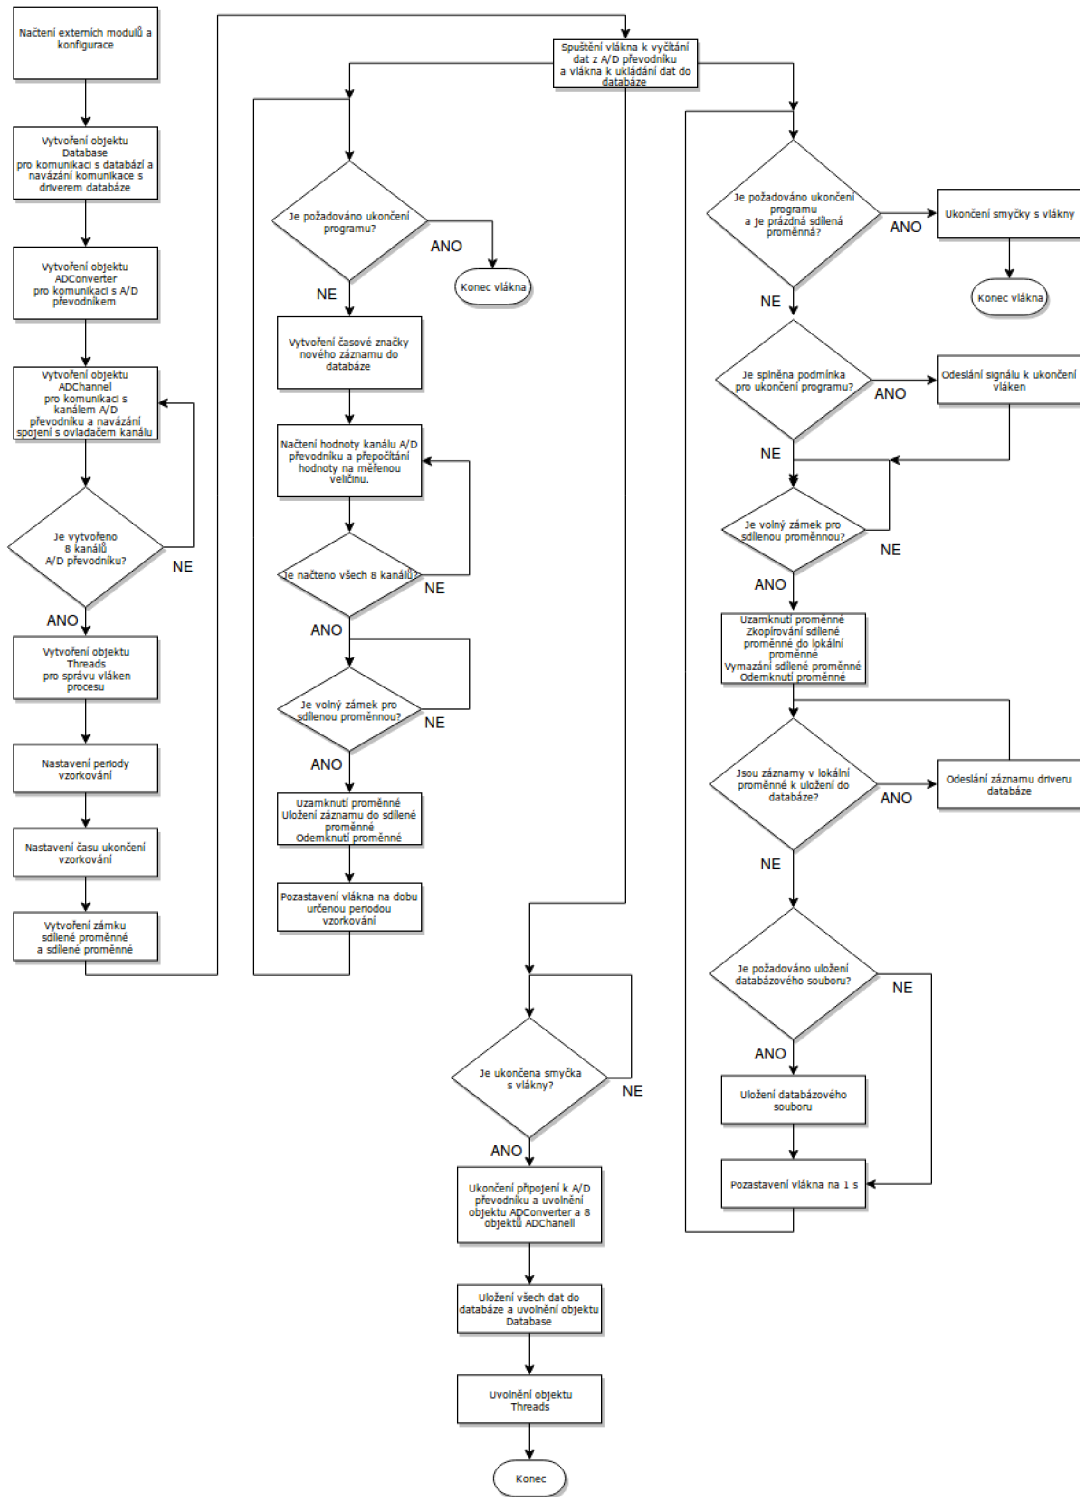 Načtení externích modulů a
konfigurace
Vytvoření objektu
Database
pro komunikaci s databází a
navázání komunikace s
driverem databáze
Vytvoření objektu
ADConverter
pro komunikaci s A/D
převodníkem
Vytvoření objektu
ADChannel
pro komunikaci s
kanálem A/D
převodníku a navázání
spojení s ovladačem kanálu
Je vytvořeno
8 kanálů
A/D převodníku?
NE
ANO
Vytvoření objektu
Threads
pro správu vláken
procesu
Nastavení periody
vzorkování
Nastavení času ukončení
vzorkování
Vytvoření zámku
sdílené proměnné
a sdílené proměnné
Spuštění vlákna k vyčítání
dat z A/D převodníku
a vlákna k ukládání dat do
databáze
Je požadováno ukončení
programu?
ANO
Konec vlákna
NE
Vytvoření časové značky
nového záznamu do
databáze
Načtení hodnoty kanálu A/D
převodníku a přepočítání
hodnoty na měřenou
veličinu.
Je načteno všech 8 kanálů?
NE
ANO
Je volný zámek pro
sdílenou proměnnou?
NE
ANO
Uzamknutí proměnné
Uložení záznamu do sdílené
proměnné
Odemknutí proměnné
Pozastavení vlákna na dobu
určenou periodou
vzorkování
Je ukončena smyčka
s vlákny?
NE
ANO
Ukončení připojení k A/D
převodníku a uvolnění
objektu ADConverter a 8
objektů ADChanell
Uložení všech dat do
databáze a uvolnění objektu
Database
Uvolnění objektu
Threads
Konec
Je požadováno ukončení
programu
a je prázdná sdílená
proměnná?
ANO
Ukončení smyčky s vlákny
Konec vlákna
NE
Je splněna podmínka
pro ukončení programu?
ANO
Odeslání signálu k ukončení
vláken
NE
Je volný zámek pro
sdílenou proměnnou?
NE
ANO
Uzamknutí proměnné
Zkopírování sdílené
proměnné do lokální
proměnné
Vymazání sdílené proměnné
Odemknutí proměnné
Jsou záznamy v lokální
proměnné k uložení do
databáze?
ANO
Odeslání záznamu driveru
databáze
NE
Je požadováno uložení
databázového souboru?
NE
ANO
Uložení databázového
souboru
Pozastavení vlákna na 1 s